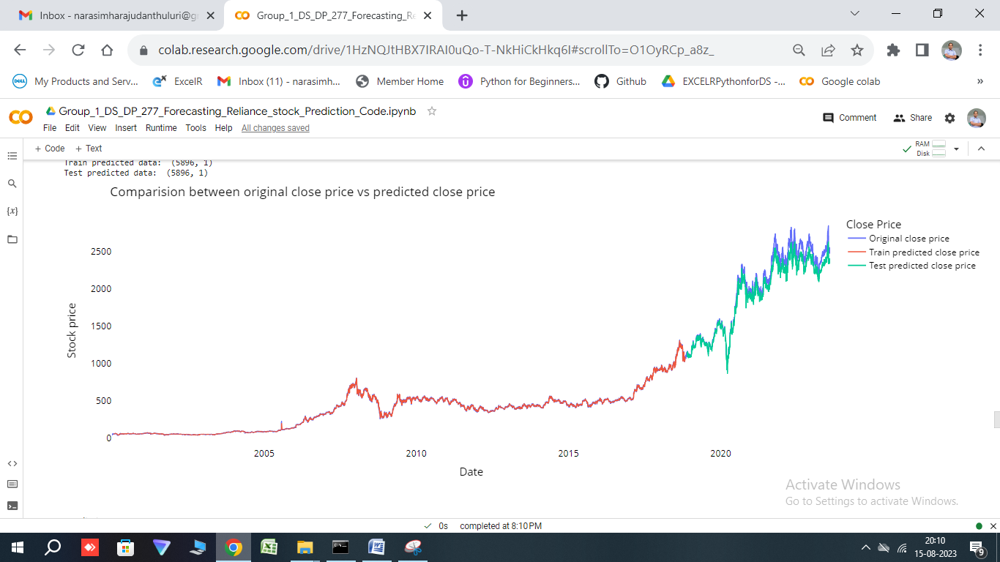 Inbox - narasimharajudanthuluri@g
Group_1_DS_DP_277_Forecasting_Re
colab.research.google.com/drive/1HzNQJtHBX7IRAI0uQo-T-NkHiCkHkq6I#scrollTo=O1OyRCp_a8z_
DELL My Products and Serv... ExcelR Inbox (11) - narasimh... Member Home Python for Beginners... Github EXCELRPythonforDS -... Google colab »
Group_1_DS_DP_277_Forecasting_Reliance_stock_Prediction_Code.ipynb
Comment Share
File Edit View Insert Runtime Tools Help All changes saved
+ Code + Text
RAM
Disk
Train predicted data: (5896, 1)
Test predicted data: (5896, 1)
{x}
Comparision between original close price vs predicted close price
Close Price
Original close price
Train predicted close price
Test predicted close price
2500
2000
1500
1000
500
0
Stock price
2005 2010 2015 2020
Date
Activate Windows
Go to Settings to activate Windows.
0s completed at 8:10 PM
20:10
15-08-2023
9